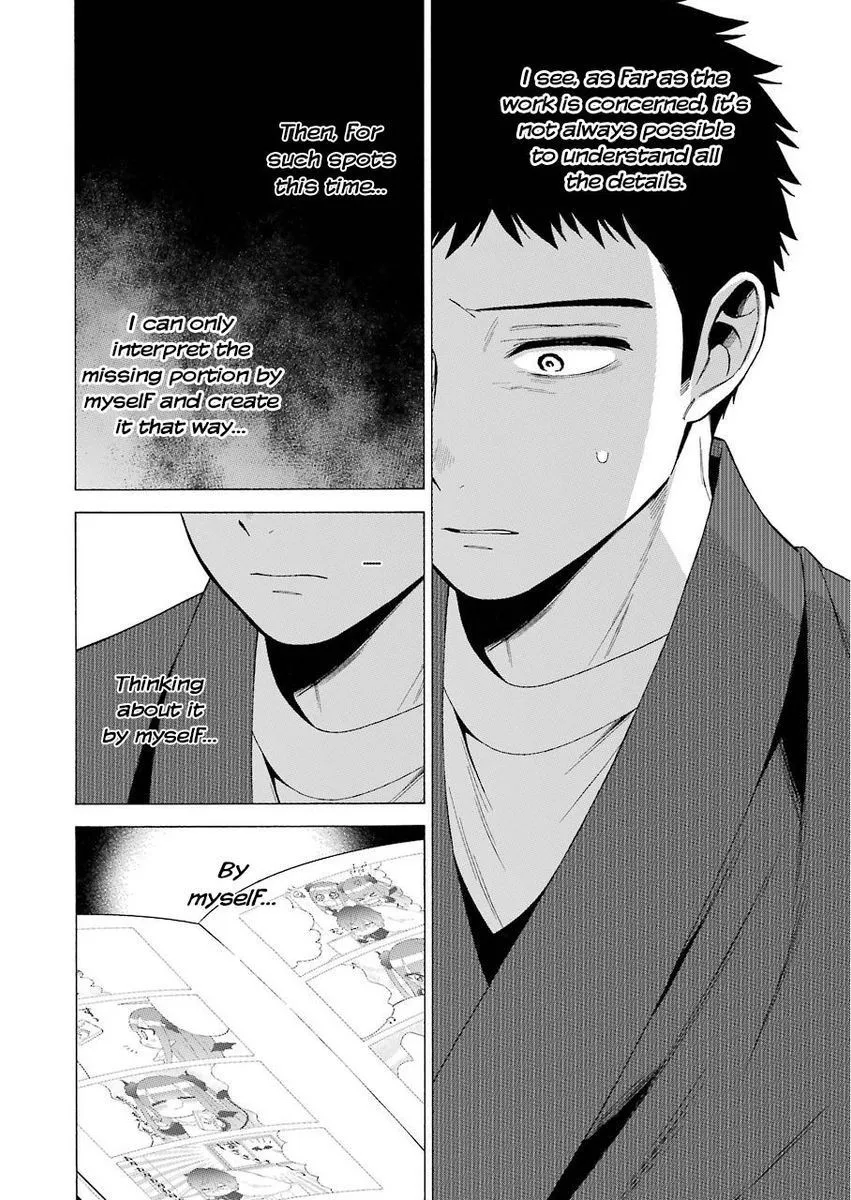 I see, as far as the
work is concerned, it's
not always possible
to understand all
the details.
Then, for
such spots
this time...
I can only
interpret the
missing portion by
myself and create
it that way...
...
Thinking
about it
by myself...
By
myself...